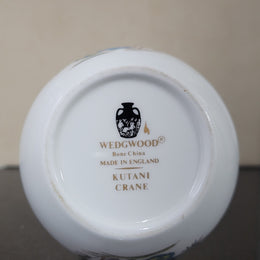 WEDGWOOD®
Bone China
MADE IN ENGLAND
KUTANI
CRANE